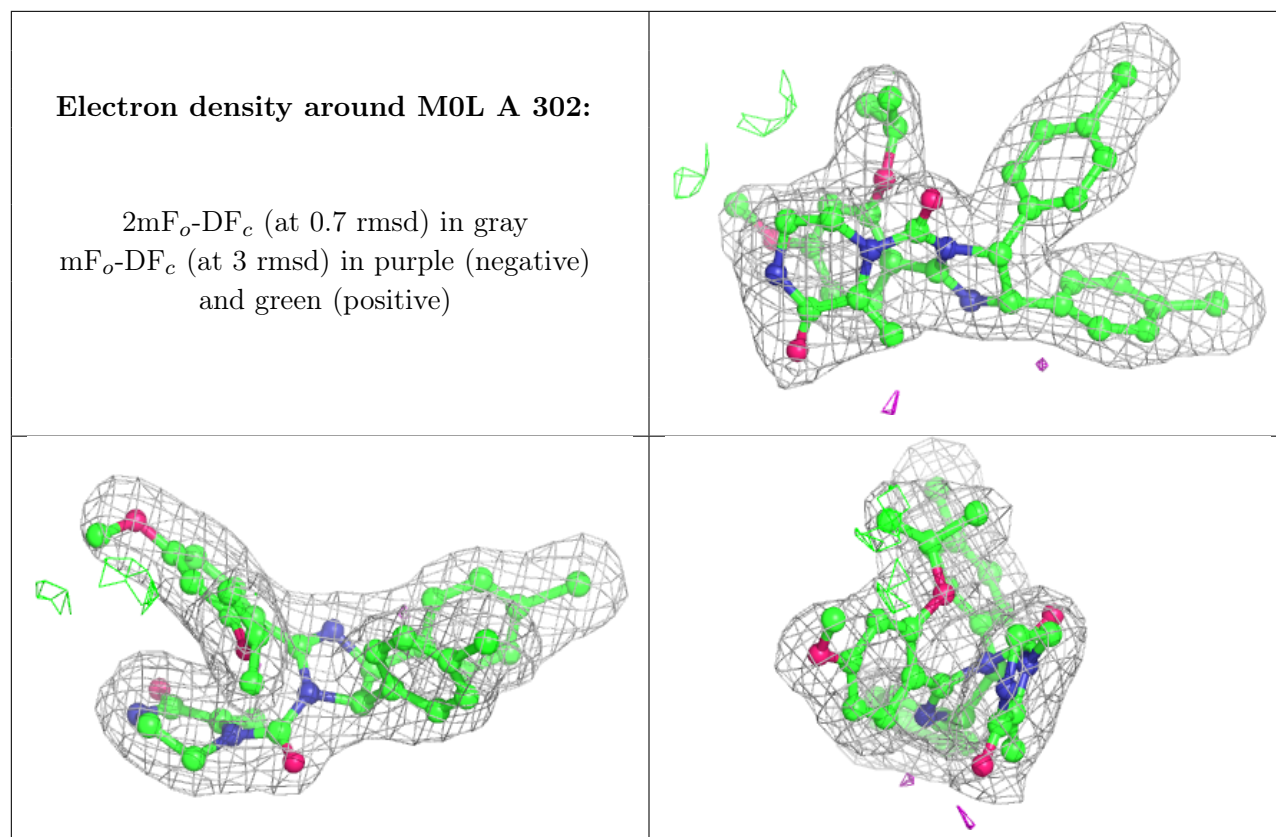 Electron density around M0L A 302:
2mFo-DFc (at 0.7 rmsd) in gray
mFo-DFc (at 3 rmsd) in purple (negative)
and green (positive)